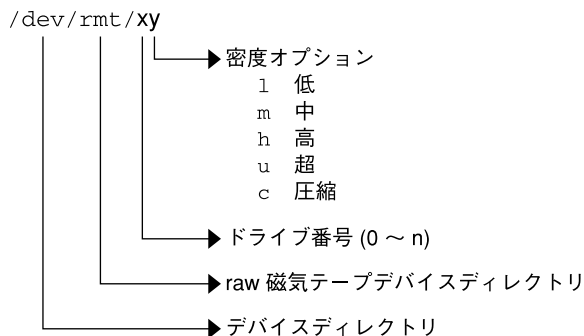 /dev/rmt/xy
密度オプション
l 低
m 中
h 高
u 超
c 圧縮
ドライブ番号 (0 ～ n)
raw 磁気テープデバイスディレクトリ
デバイスディレクトリ